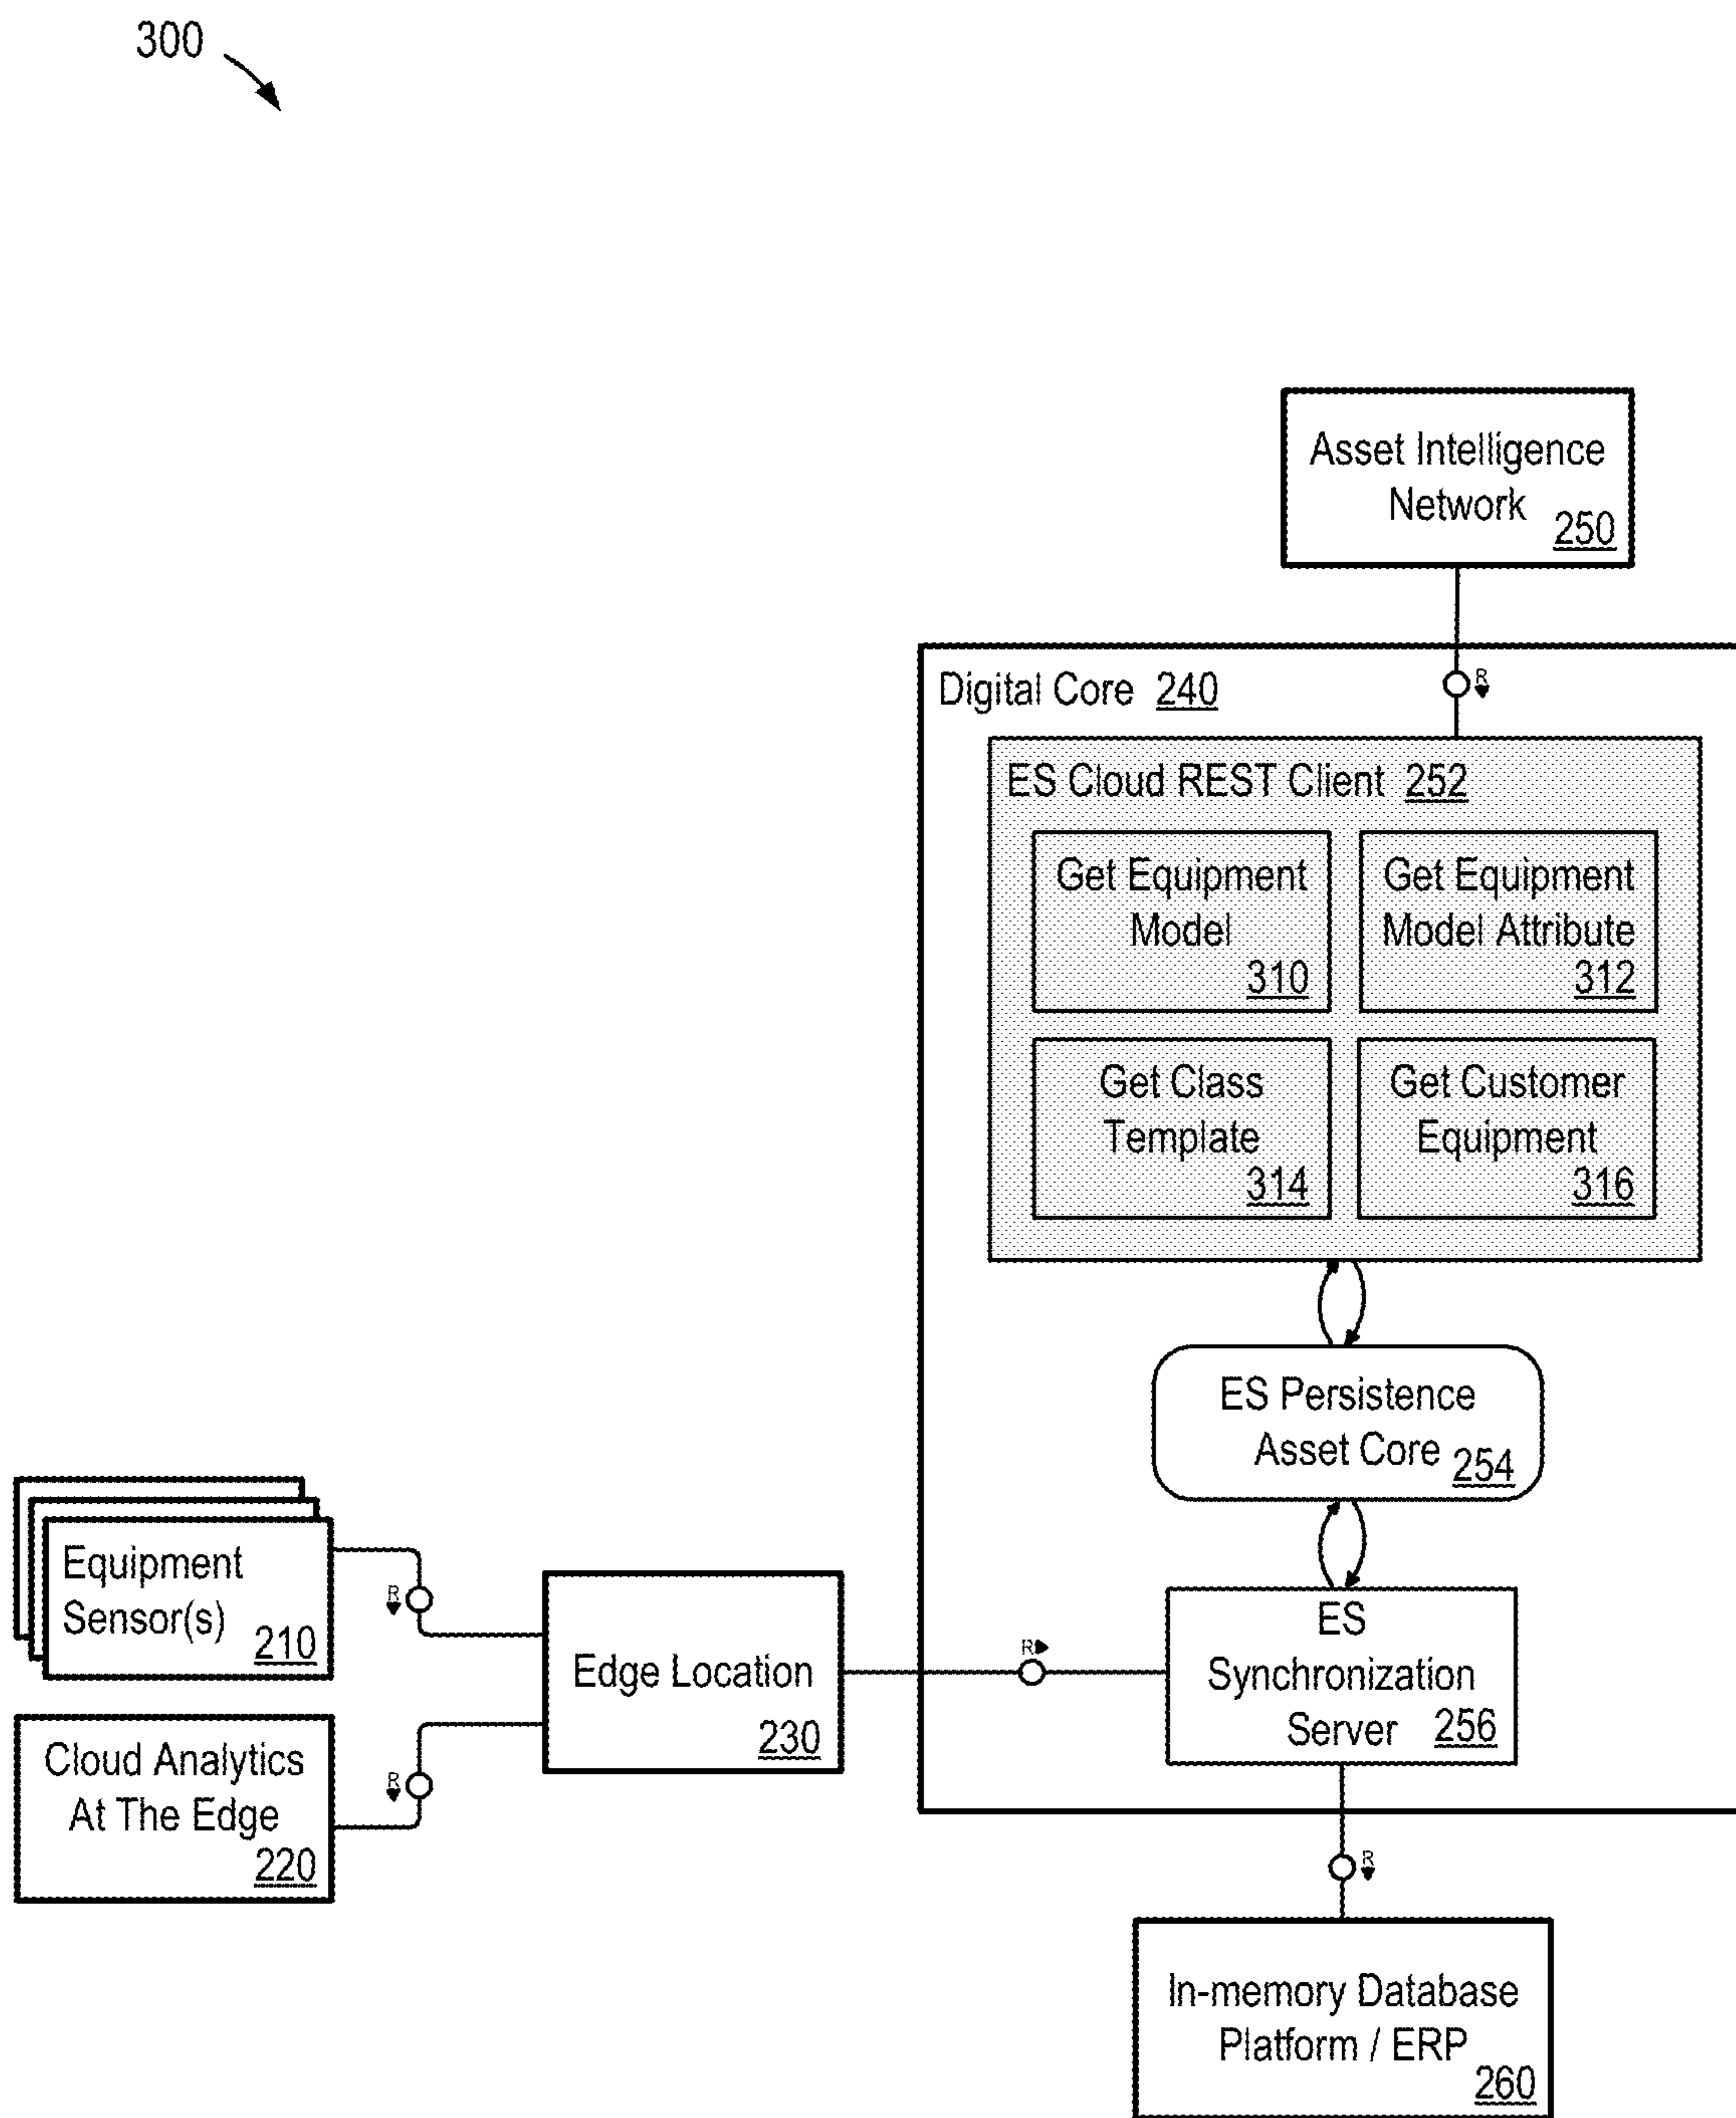 300
Asset Intelligence
Network 250
Digital Core 240
R
ES Cloud REST Client 252
Get Equipment
Model
310
Get Equipment
Model Attribute
312
Get Class
Template
314
Get Customer
Equipment
316
ES Persistence
Asset Core 254
Equipment
Sensor(s) 210
R
Cloud Analytics
At The Edge
220
R
Edge Location
230
R
ES
Synchronization
Server 256
R
In-memory Database
Platform / ERP
260